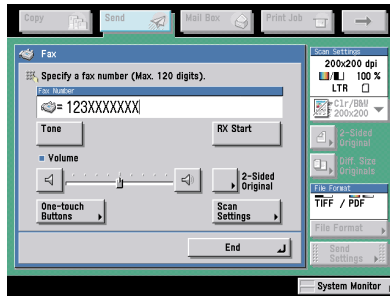 Copy
Send
Mail Box
Print Job
Fax
Specify a fax number (Max. 120 digits).
Fax Number
= 123XXXXXXX
Tone
RX Start
Volume
2-Sided
Original
One-touch
Buttons
Scan
Settings
End
Scan Settings
200x200 dpi
100 %
LTR
Clr/B&W
200x200
2-Sided
Original
Diff. Size
Originals
File Format
TIFF / PDF
File Format
Send
Settings
System Monitor